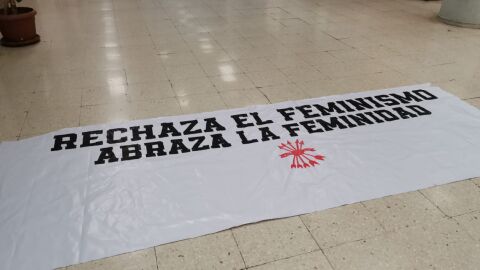 RECHAZA EL FEMINISMO
ABRAZA LA FEMINIDAD